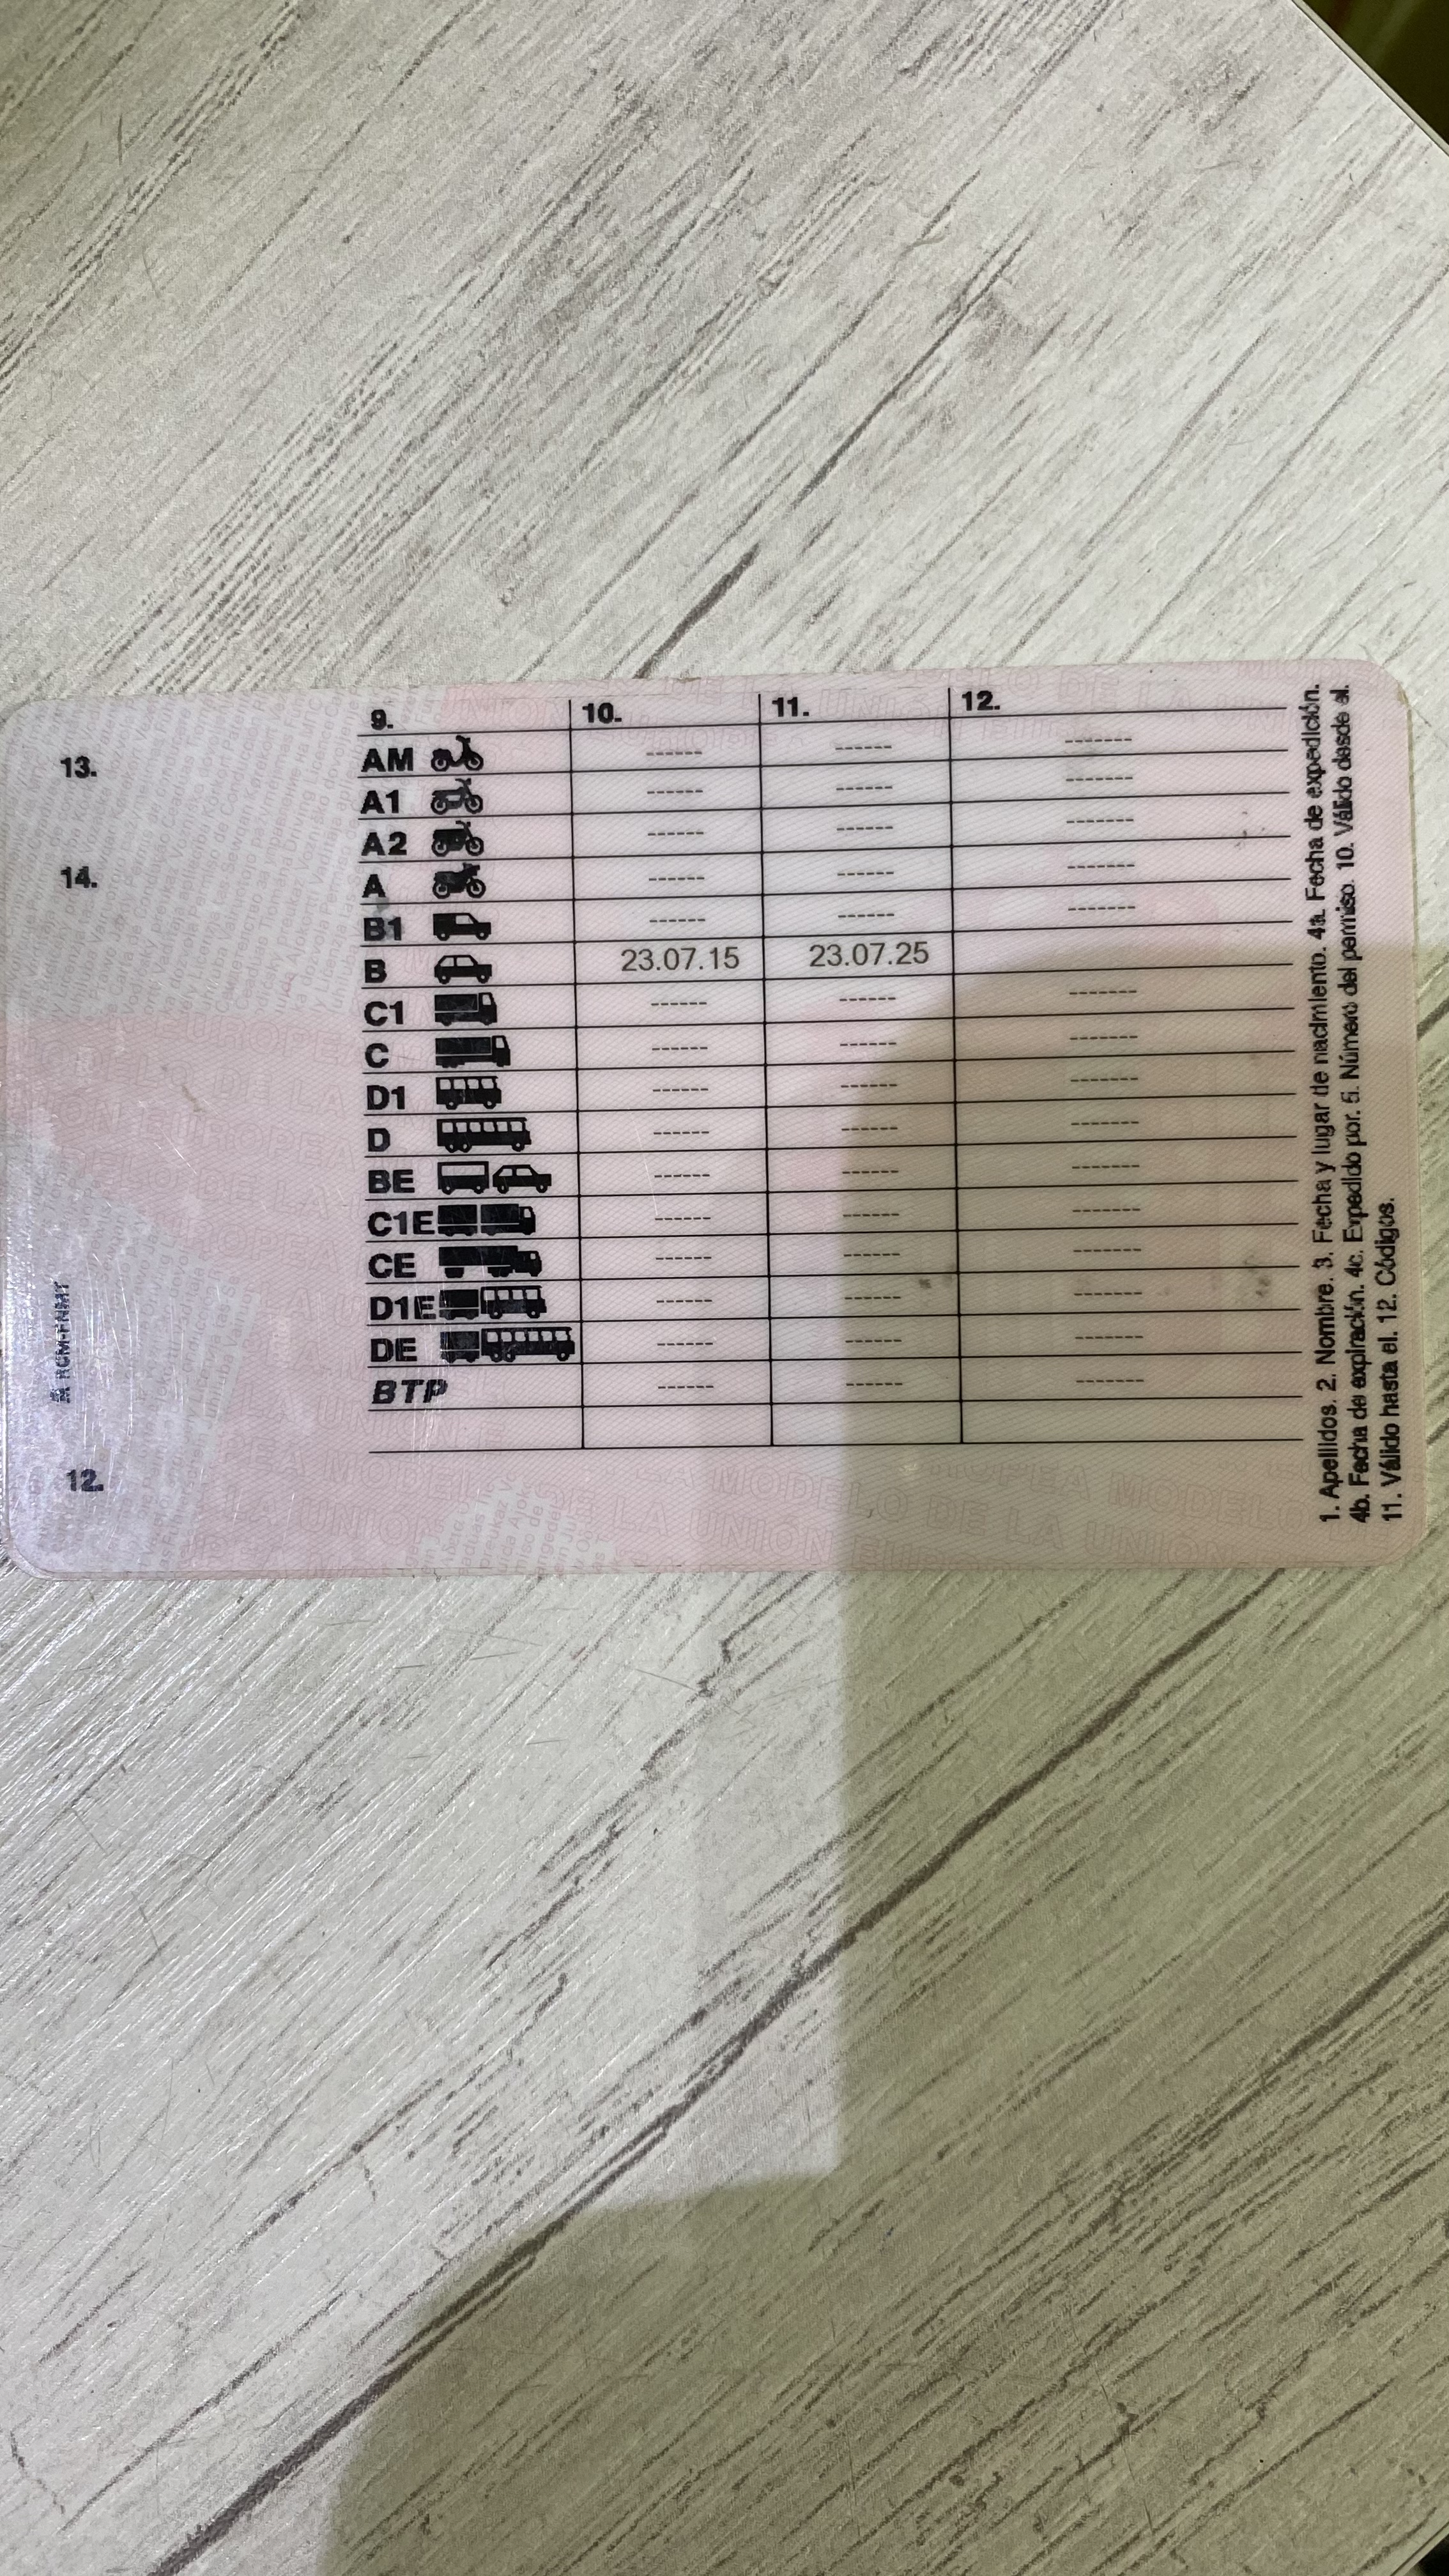 13.
14.
12.
RCM-FNMT
9. 10. 11. 12.
AM ------ ------ -------
A1 ------ ------ -------
A2 ------ ------ -------
A ------ ------ -------
B1 ------ ------ -------
B 23.07.15 23.07.25
C1 ------ ------ -------
C ------ ------ -------
D1 ------ ------ -------
D ------ ------ -------
BE ------ ------ -------
C1E ------ ------ -------
CE ------ ------ -------
D1E ------ ------ -------
DE ------ ------ -------
BTP ------ ------ -------
1. Apellidos. 2. Nombre. 3. Fecha y lugar de nacimiento. 4a. Fecha de expedición.
4b. Fecha de expiración. 4c. Expedido por. 5. Número del permiso. 10. Válido desde el.
11. Válido hasta el. 12. Códigos.
MODELO DE LA UNIÓN EUROPEA